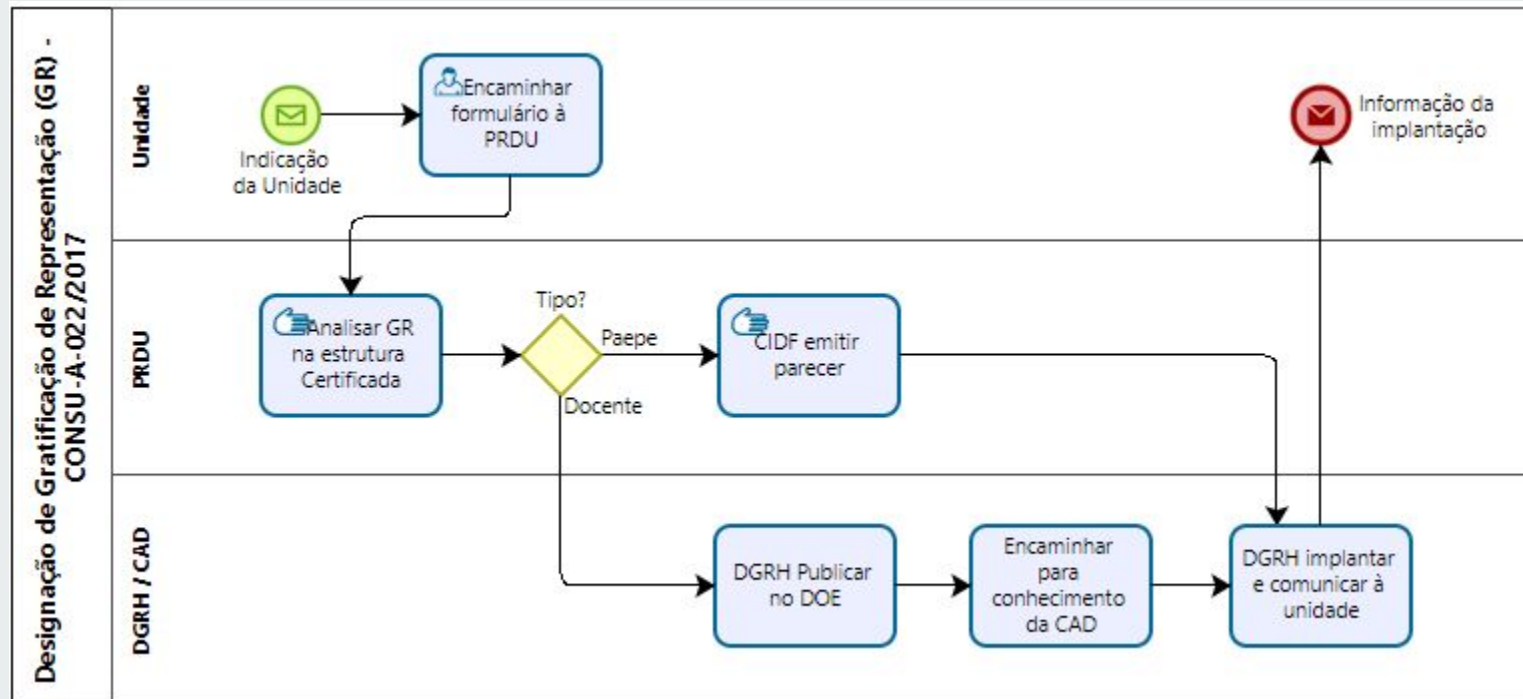 Designação de Gratificação de Representação (GR) -
CONSU-A-022/2017
Unidade
Indicação
da Unidade
Encaminhar
formulário à
PRDU
Informação da
implantação
PRDU
Analisar GR
na estrutura
Certificada
Tipo?
Paepe
Docente
CIDF emitir
parecer
DGRH / CAD
DGRH Publicar
no DOE
Encaminhar
para
conhecimento
da CAD
DGRH implantar
e comunicar à
unidade